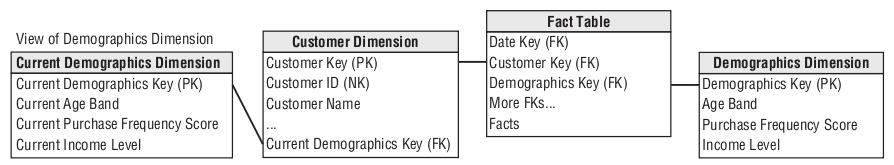 View of Demographics Dimension
Current Demographics Dimension
Current Demographics Key (PK)
Current Age Band
Current Purchase Frequency Score
Current Income Level
Customer Dimension
Customer Key (PK)
Customer ID (NK)
Customer Name
...
Current Demographics Key (FK)
Fact Table
Date Key (FK)
Customer Key (FK)
Demographics Key (FK)
More FKs...
Facts
Demographics Dimension
Demographics Key (PK)
Age Band
Purchase Frequency Score
Income Level